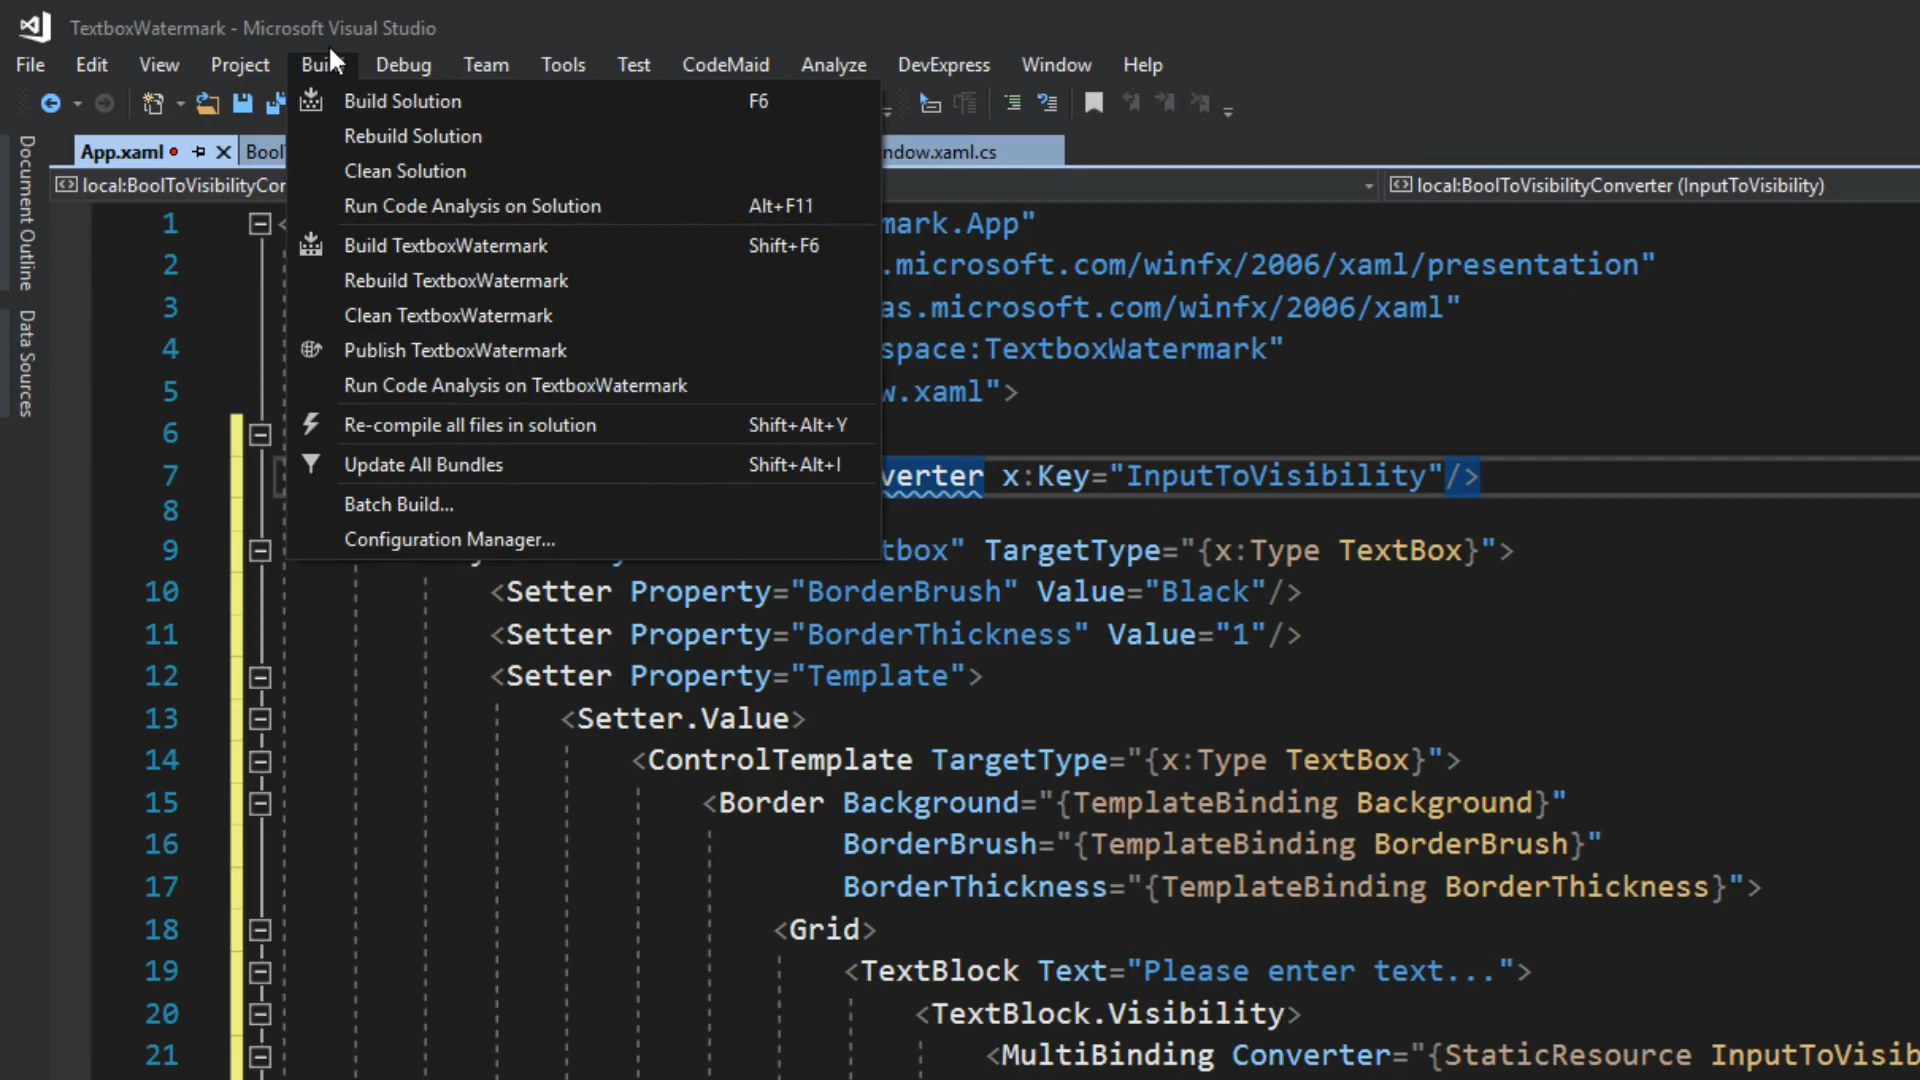 TextboxWatermark - Microsoft Visual Studio
File Edit View Project Build Debug Team Tools Test CodeMaid Analyze DevExpress Window Help
Build Solution F6
Rebuild Solution
Clean Solution
Run Code Analysis on Solution Alt+F11
Build TextboxWatermark Shift+F6
Rebuild TextboxWatermark
Clean TextboxWatermark
Publish TextboxWatermark
Run Code Analysis on TextboxWatermark
Re-compile all files in solution Shift+Alt+Y
Update All Bundles Shift+Alt+I
Batch Build...
Configuration Manager...
Document Outline
Data Sources
App.xaml Bool ndow.xaml.cs
local:BoolToVisibilityCor local:BoolToVisibilityConverter (InputToVisibility)
1 < mark.App"
2 .microsoft.com/winfx/2006/xaml/presentation"
3 as.microsoft.com/winfx/2006/xaml"
4 space:TextboxWatermark"
5 w.xaml">
6
7 verter x:Key="InputToVisibility"/>
8
9 tbox" TargetType="{x:Type TextBox}">
10 <Setter Property="BorderBrush" Value="Black"/>
11 <Setter Property="BorderThickness" Value="1"/>
12 <Setter Property="Template">
13 <Setter.Value>
14 <ControlTemplate TargetType="{x:Type TextBox}">
15 <Border Background="{TemplateBinding Background}"
16 BorderBrush="{TemplateBinding BorderBrush}"
17 BorderThickness="{TemplateBinding BorderThickness}">
18 <Grid>
19 <TextBlock Text="Please enter text...">
20 <TextBlock.Visibility>
21 <MultiBinding Converter="{StaticResource InputToVisib